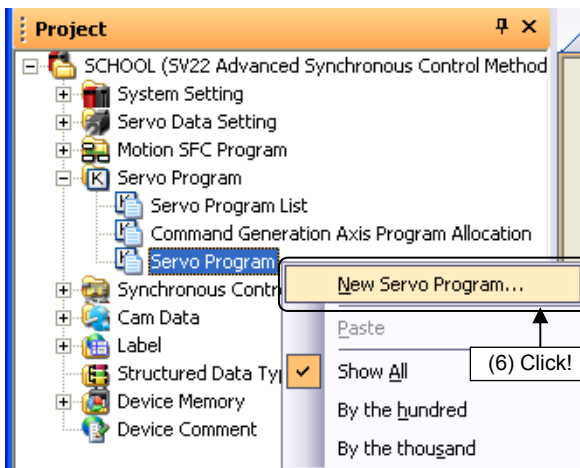 Project
SCHOOL (SV22 Advanced Synchronous Control Method
System Setting
Servo Data Setting
Motion SFC Program
Servo Program
Servo Program List
Command Generation Axis Program Allocation
Servo Program
New Servo Program...
Synchronous Contr
Cam Data
Paste
Label
(6) Click!
Structured Data Ty
Show All
Device Memory
By the hundred
Device Comment
By the thousand